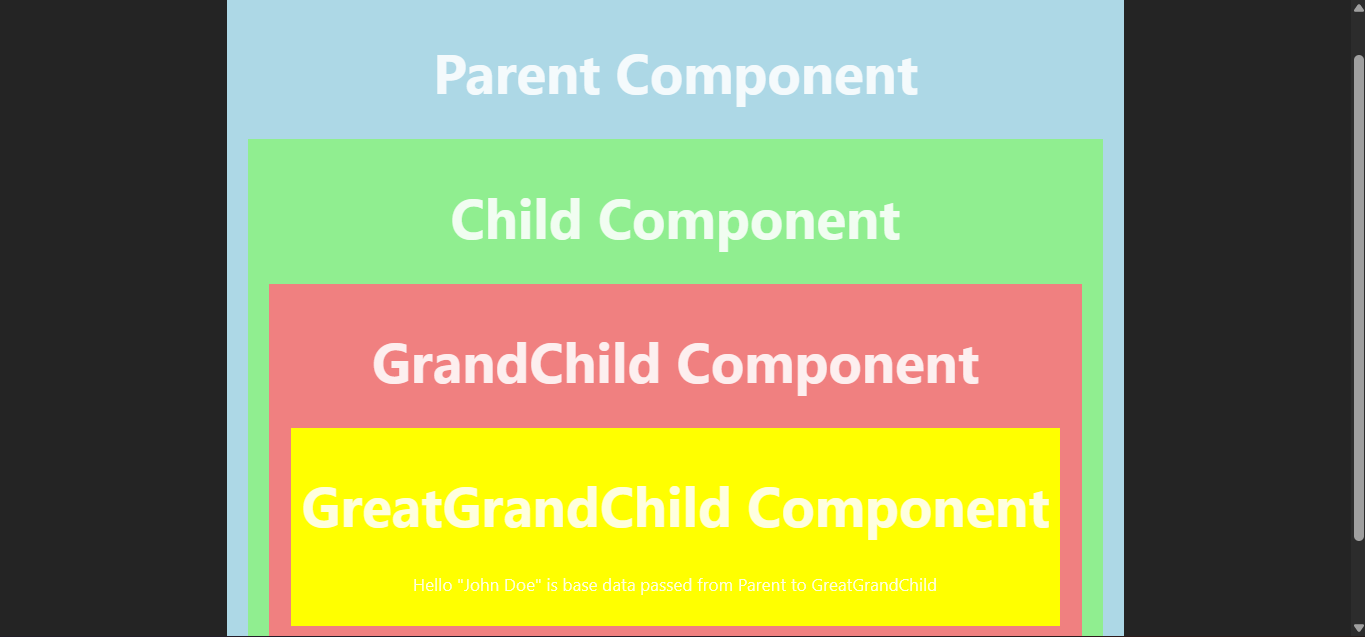 Parent Component
Child Component
GrandChild Component
GreatGrandChild Component
Hello "John Doe" is base data passed from Parent to GreatGrandChild